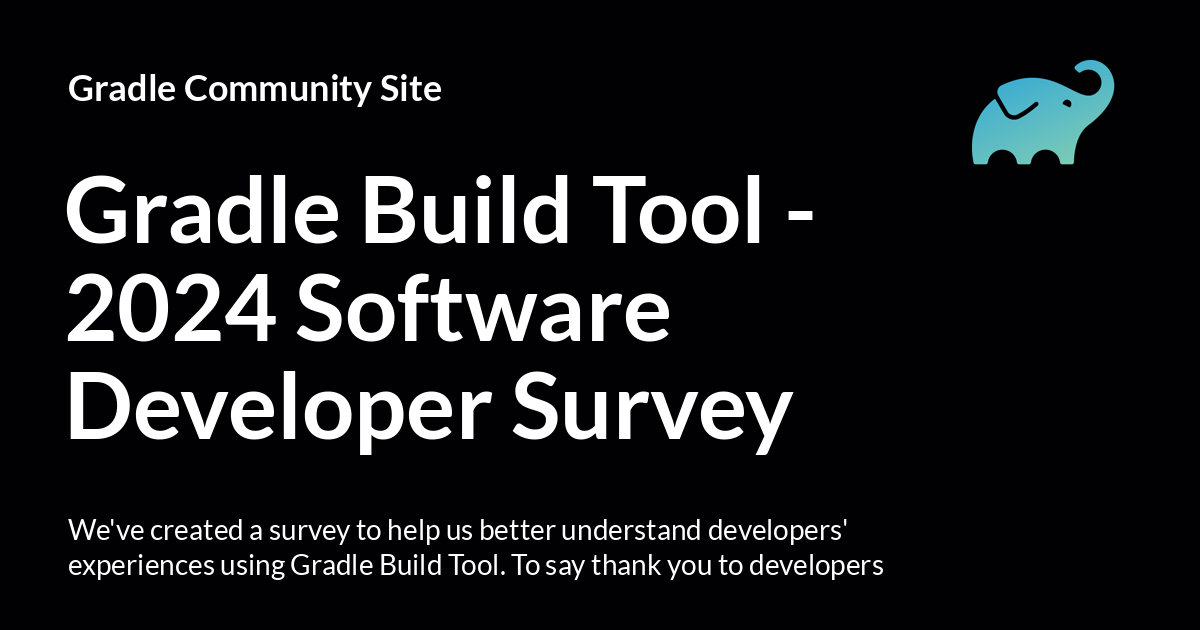 Gradle Community Site
Gradle Build Tool -
2024 Software
Developer Survey
We've created a survey to help us better understand developers'
experiences using Gradle Build Tool. To say thank you to developers